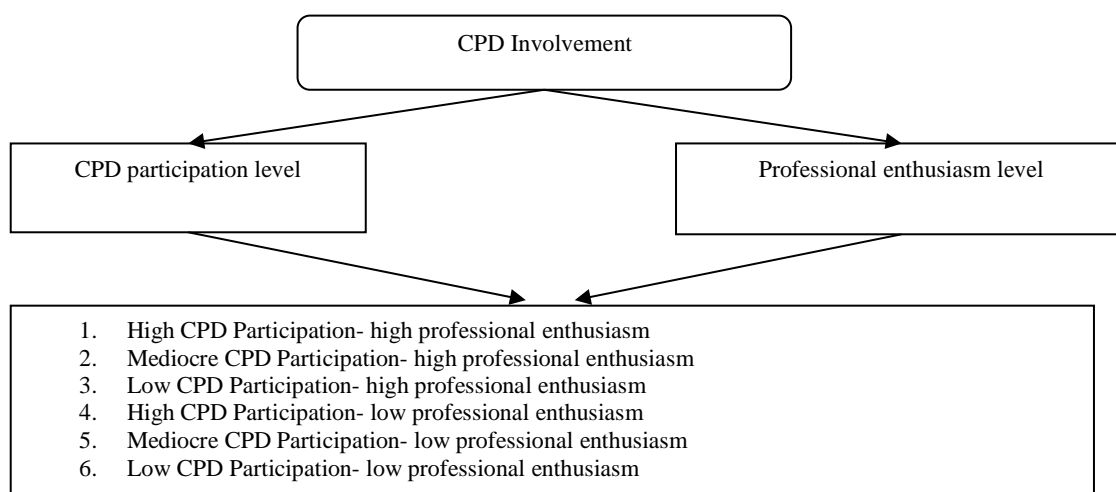 CPD Involvement
CPD participation level
Professional enthusiasm level
1. High CPD Participation- high professional enthusiasm
2. Mediocre CPD Participation- high professional enthusiasm
3. Low CPD Participation- high professional enthusiasm
4. High CPD Participation- low professional enthusiasm
5. Mediocre CPD Participation- low professional enthusiasm
6. Low CPD Participation- low professional enthusiasm